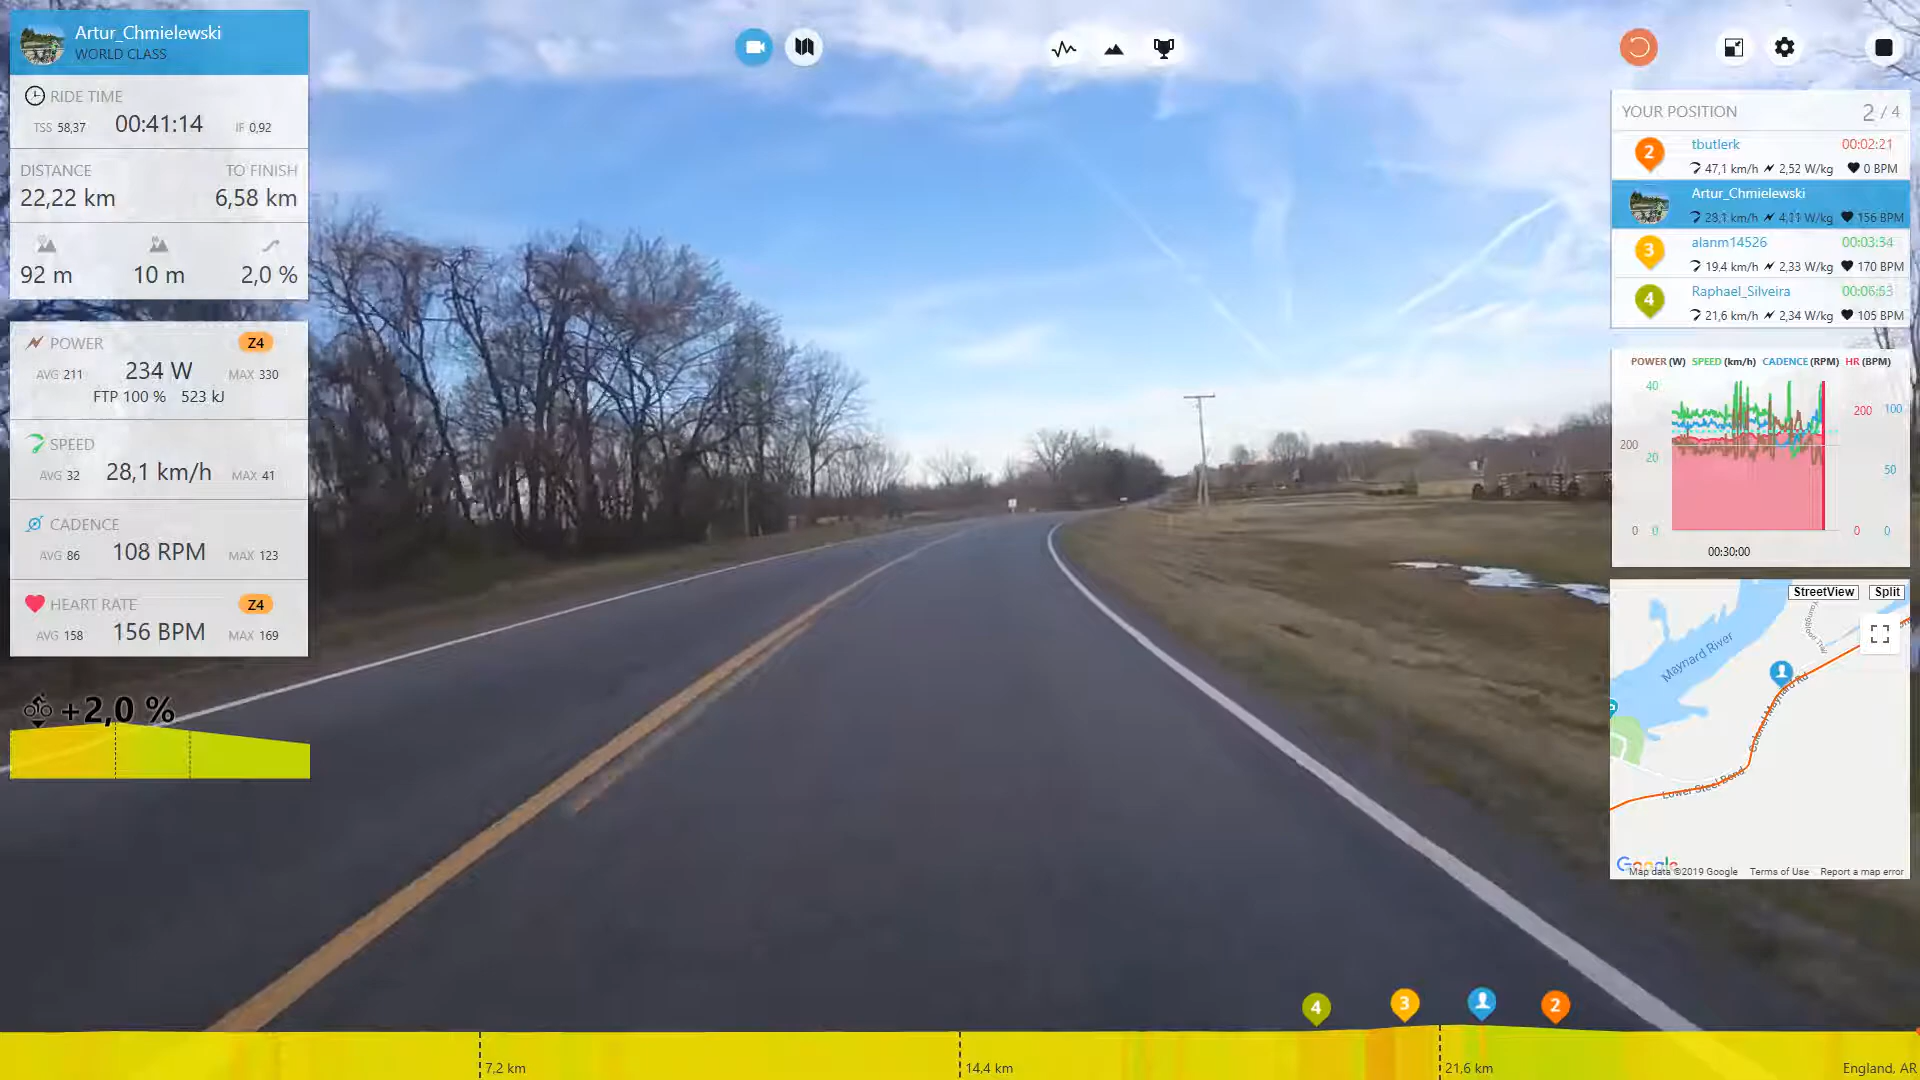 Artur_Chmielewski
WORLD CLASS
RIDE TIME
TSS 58,37 00:41:14 IF 0,92
DISTANCE TO FINISH
22,22 km 6,58 km
92 m 10 m 2,0 %
POWER Z4
AVG 211 234 W MAX 330
FTP 100 % 523 kJ
SPEED
AVG 32 28,1 km/h MAX 41
CADENCE
AVG 86 108 RPM MAX 123
HEART RATE Z4
AVG 158 156 BPM MAX 169
+2,0 %
YOUR POSITION 2 / 4
2 tbutlerk 00:02:21
47,1 km/h 2,52 W/kg 0 BPM
Artur_Chmielewski
28,1 km/h 4,11 W/kg 156 BPM
3 alanm14526 00:03:34
19,4 km/h 2,33 W/kg 170 BPM
4 Raphael_Silveira 00:06:53
21,6 km/h 2,34 W/kg 105 BPM
POWER (W) SPEED (km/h) CADENCE (RPM) HR (BPM)
40
200 100
200
20
50
0 0 0 0
00:30:00
StreetView Split
Maynard River
Colonel Maynard Rd
Lower Steel Bend
Google
Map data ©2019 Google Terms of Use Report a map error
4 3 2
7,2 km 14,4 km 21,6 km England, AR